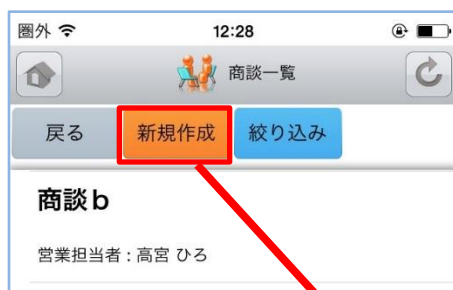 圏外 12:28
商談一覧
戻る 新規作成 絞り込み
商談ｂ
営業担当者 : 高宮 ひろ